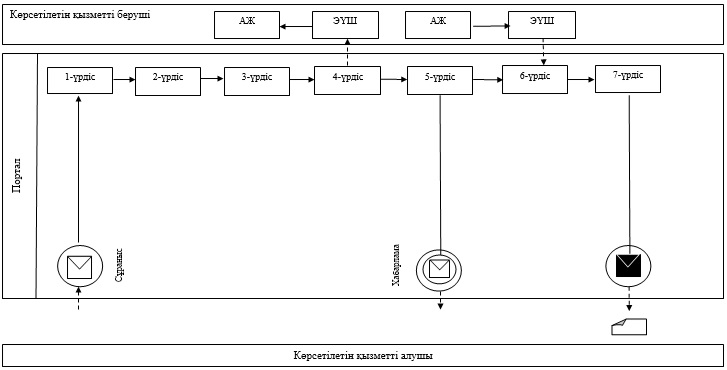 Көрсетілетін қызметті беруші
АЖ
ЭҮШ
АЖ
ЭҮШ
Портал
1-үрдіс
2-үрдіс
3-үрдіс
4-үрдіс
5-үрдіс
6-үрдіс
7-үрдіс
Сұраныс
Хабарлама
Көрсетілетін қызметті алушы